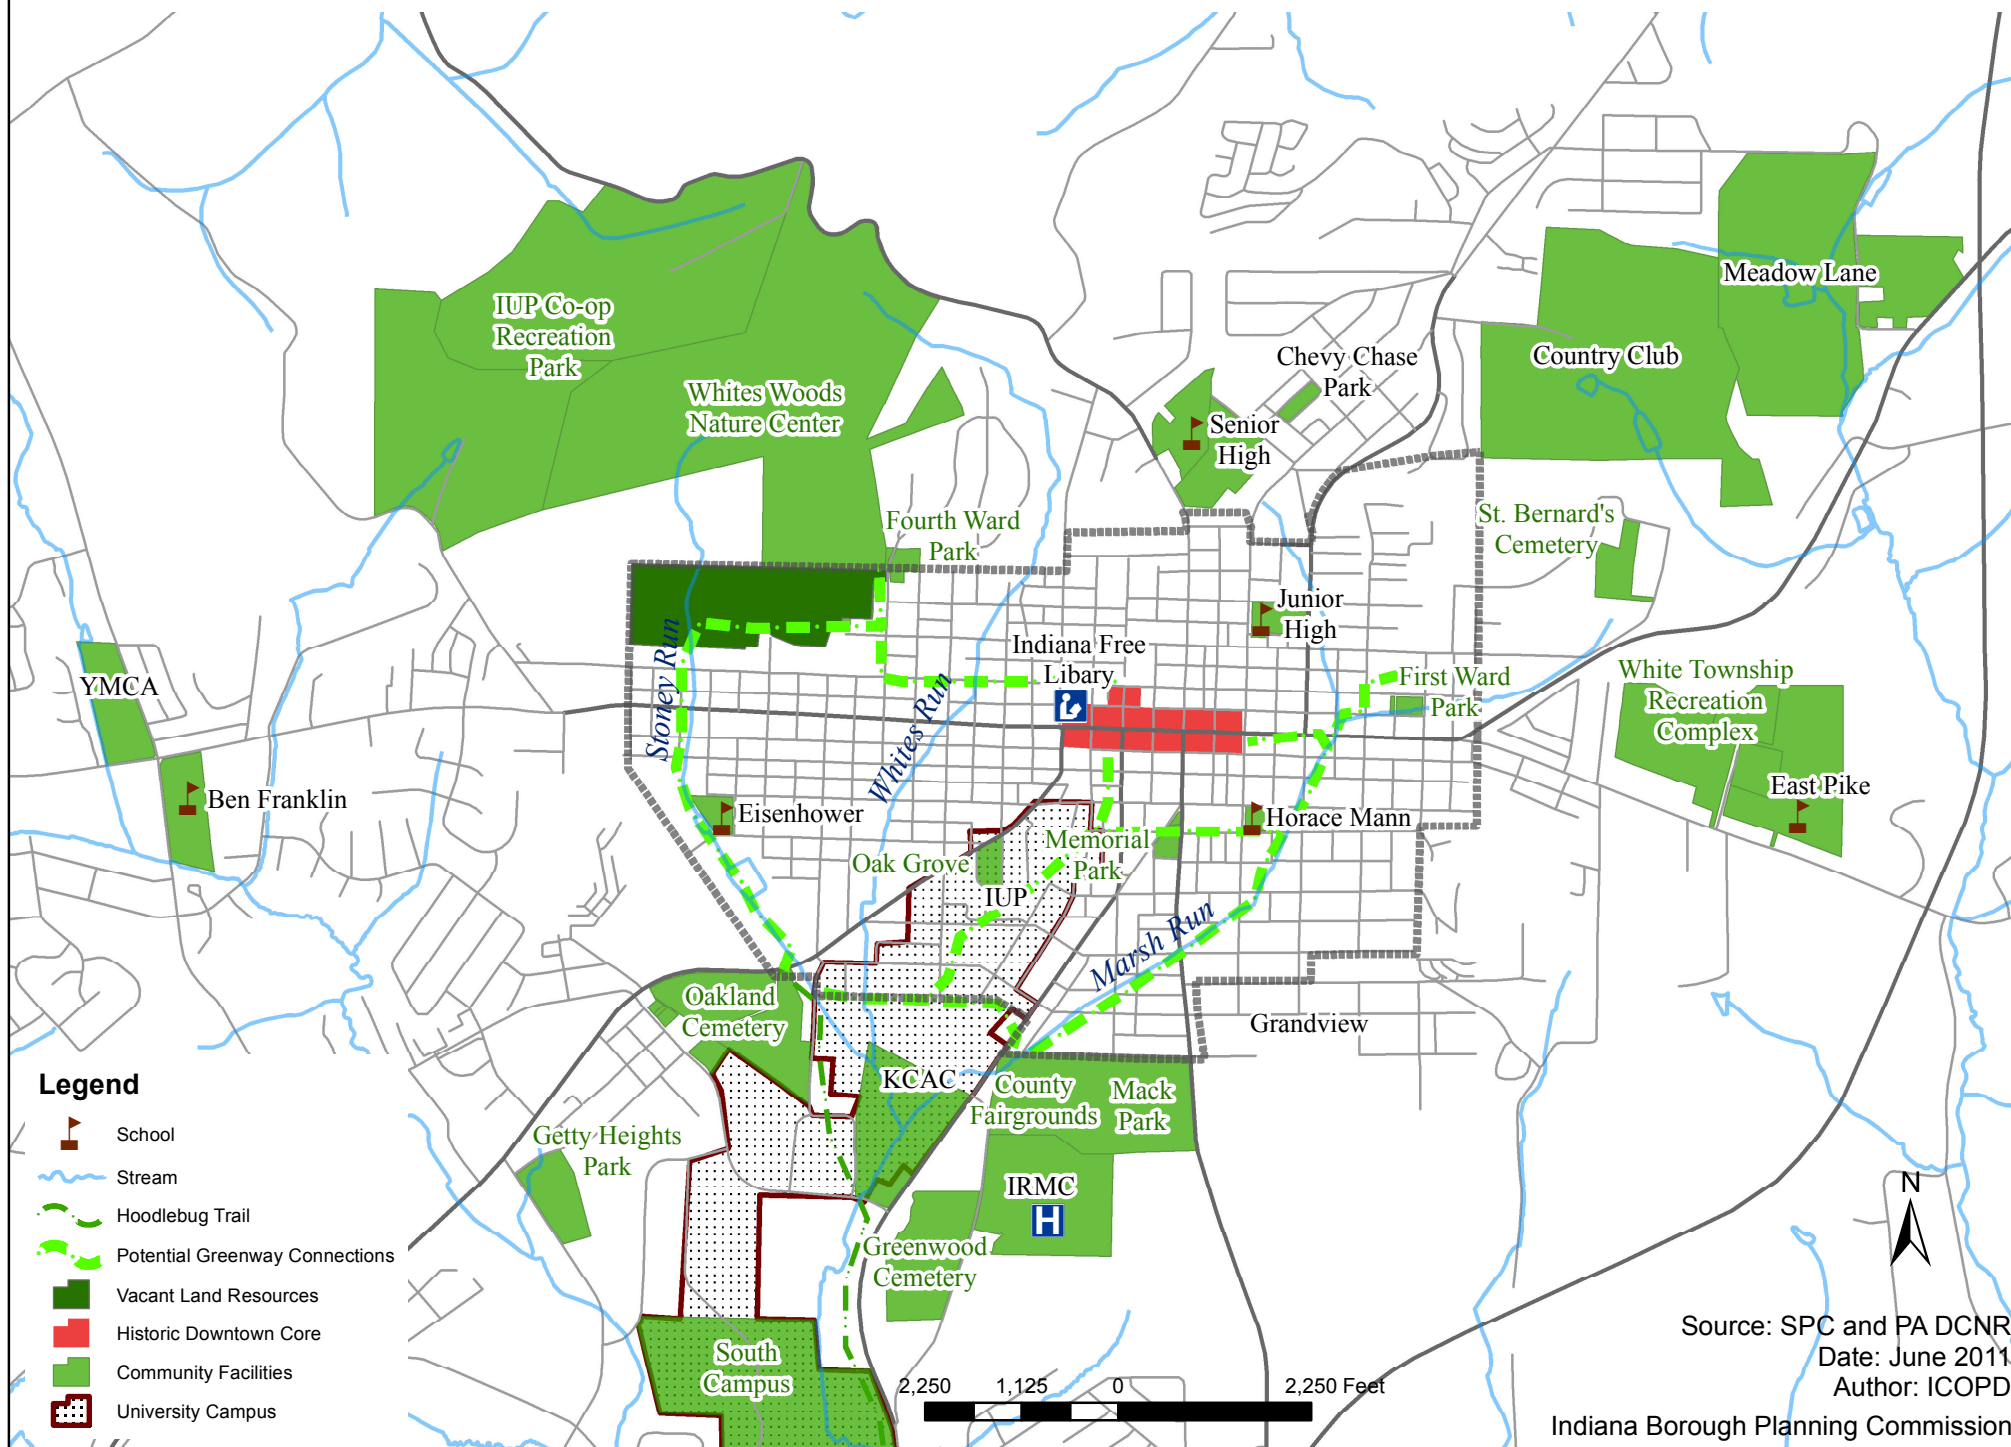 IUP Co-op
Recreation
Park
Whites Woods
Nature Center
Meadow Lane
Country Club
Chevy Chase
Park
Senior
High
Fourth Ward
Park
St. Bernard's
Cemetery
Junior
High
Indiana Free
Libary
First Ward
Park
White Township
Recreation
Complex
YMCA
Stoney Run
Whites Run
East Pike
Ben Franklin
Eisenhower
Horace Mann
Memorial
Park
Oak Grove
IUP
Marsh Run
Oakland
Cemetery
Grandview
KCAC
County
Fairgrounds
Mack
Park
Getty Heights
Park
IRMC
H
Greenwood
Cemetery
South
Campus
Legend
School
Stream
Hoodlebug Trail
Potential Greenway Connections
Vacant Land Resources
Historic Downtown Core
Community Facilities
University Campus
N
2,250 1,125 0 2,250 Feet
Source: SPC and PA DCNR
Date: June 2011
Author: ICOPD
Indiana Borough Planning Commission